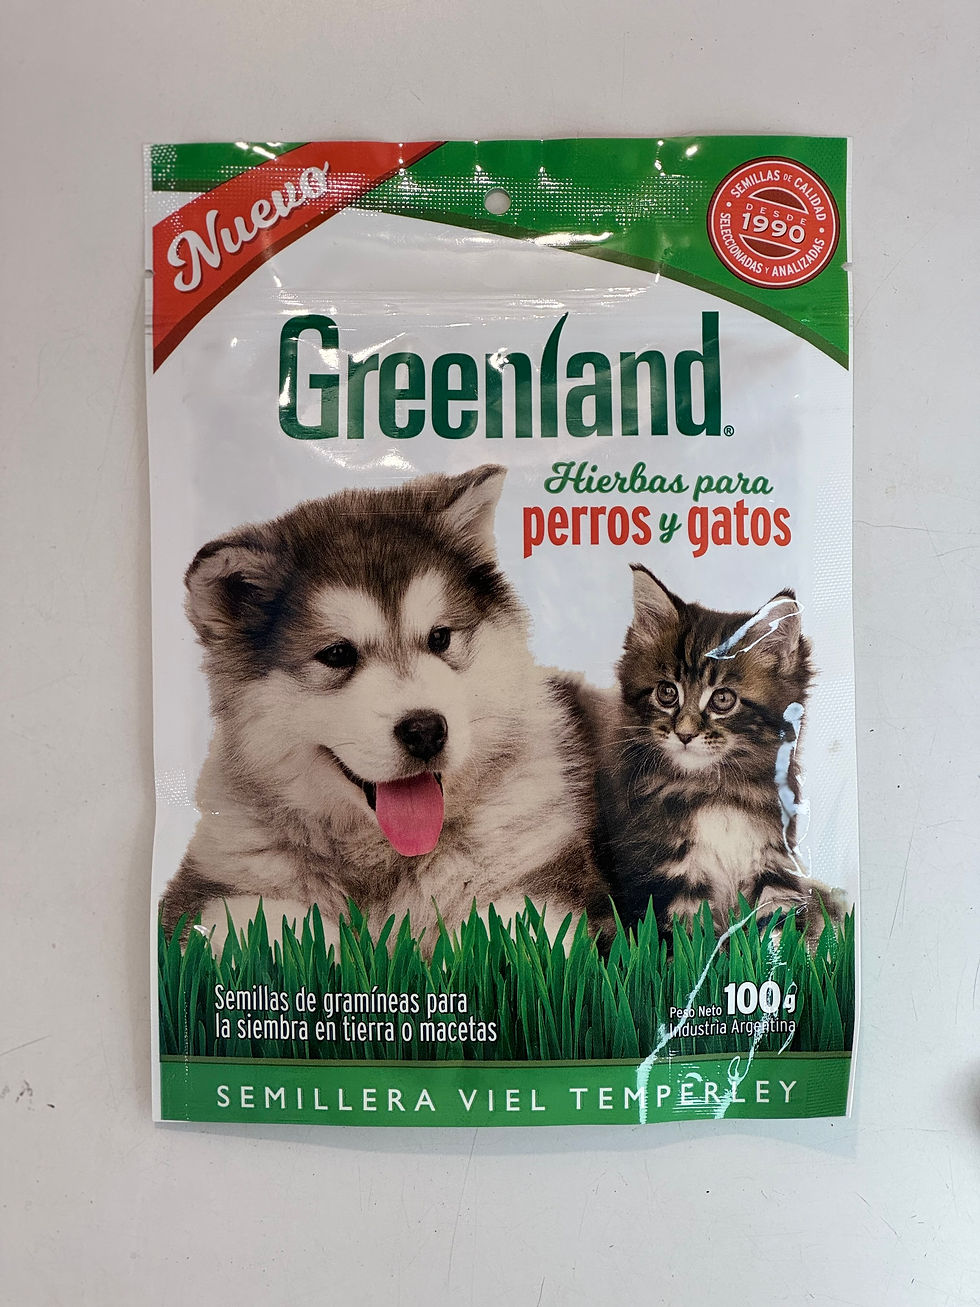 Nuevo
SEMILLAS DE CALIDAD
DESDE
1990
SELECCIONADAS Y ANALIZADAS
Greenland®
Hierbas para
perros y gatos
Semillas de gramíneas para
la siembra en tierra o macetas
Peso Neto 100 g
Industria Argentina
SEMILLERA VIEL TEMPERLEY